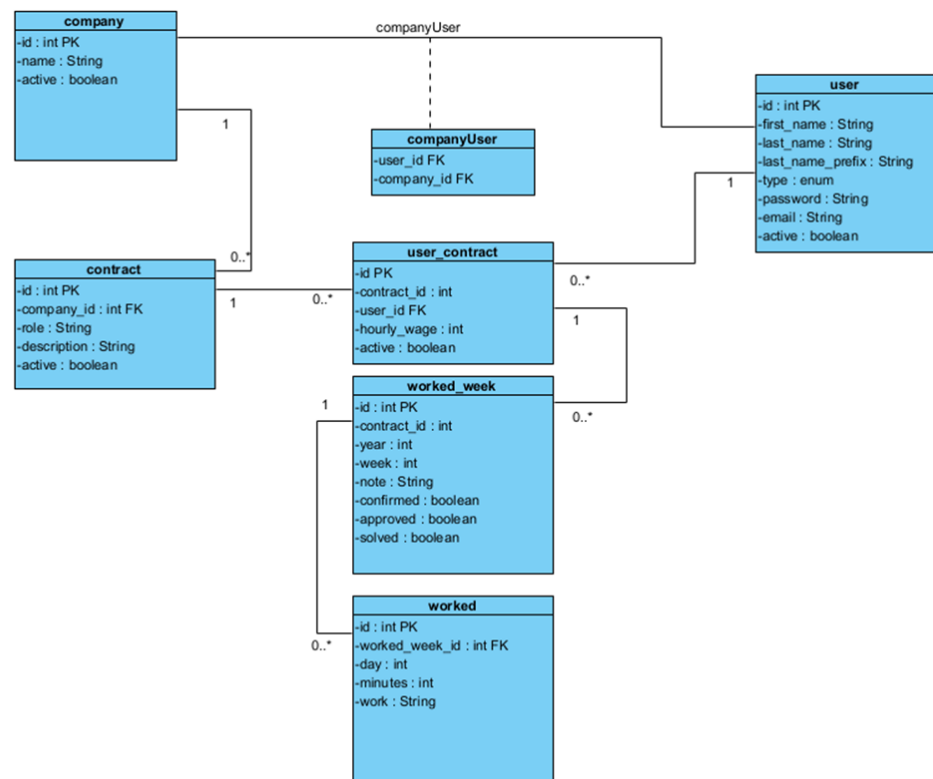 company
-id : int PK
-name : String
-active : boolean
companyUser
user
-id : int PK
-first_name : String
-last_name : String
-last_name_prefix : String
-type : enum
-password : String
-email : String
-active : boolean
1
companyUser
-user_id FK
-company_id FK
1
0..*
contract
-id : int PK
-company_id : int FK
-role : String
-description : String
-active : boolean
1
0..*
user_contract
-id PK
-contract_id : int
-user_id FK
-hourly_wage : int
-active : boolean
0..*
1
worked_week
-id : int PK
-contract_id : int
-year : int
-week : int
-note : String
-confirmed : boolean
-approved : boolean
-solved : boolean
1
0..*
worked
-id : int PK
-worked_week_id : int FK
-day : int
-minutes : int
-work : String
0..*